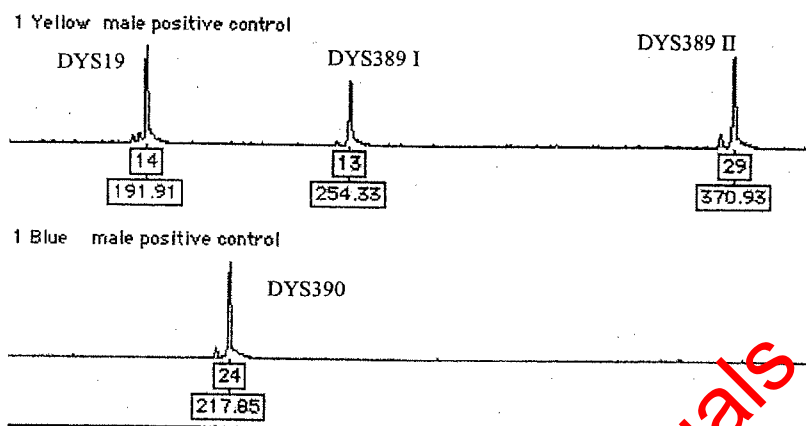 1 Yellow male positive control
DYS19
DYS389 I
DYS389 II
14
13
29
191.91
254.33
370.93
1 Blue male positive control
DYS390
24
217.85